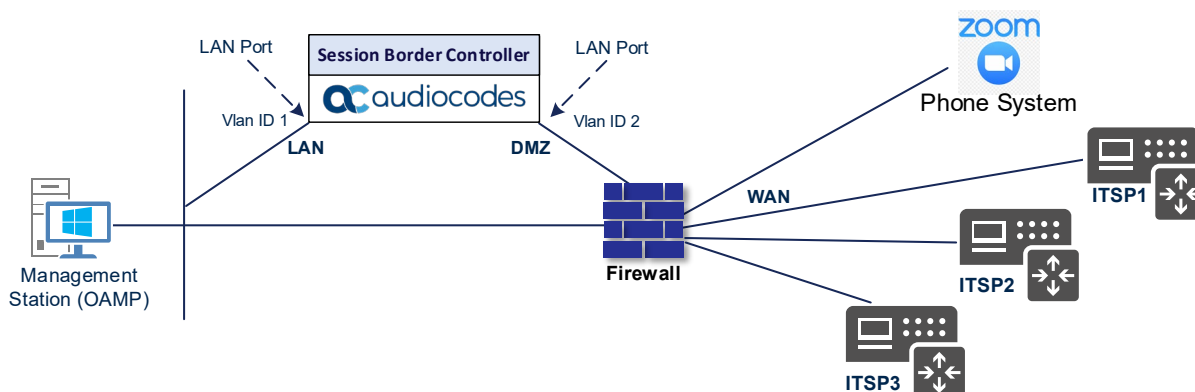 LAN Port
Session Border Controller
audiocodes
LAN Port
Vlan ID 1
Vlan ID 2
LAN
DMZ
zoom
Phone System
WAN
ITSP1
Management
Station (OAMP)
Firewall
ITSP2
ITSP3